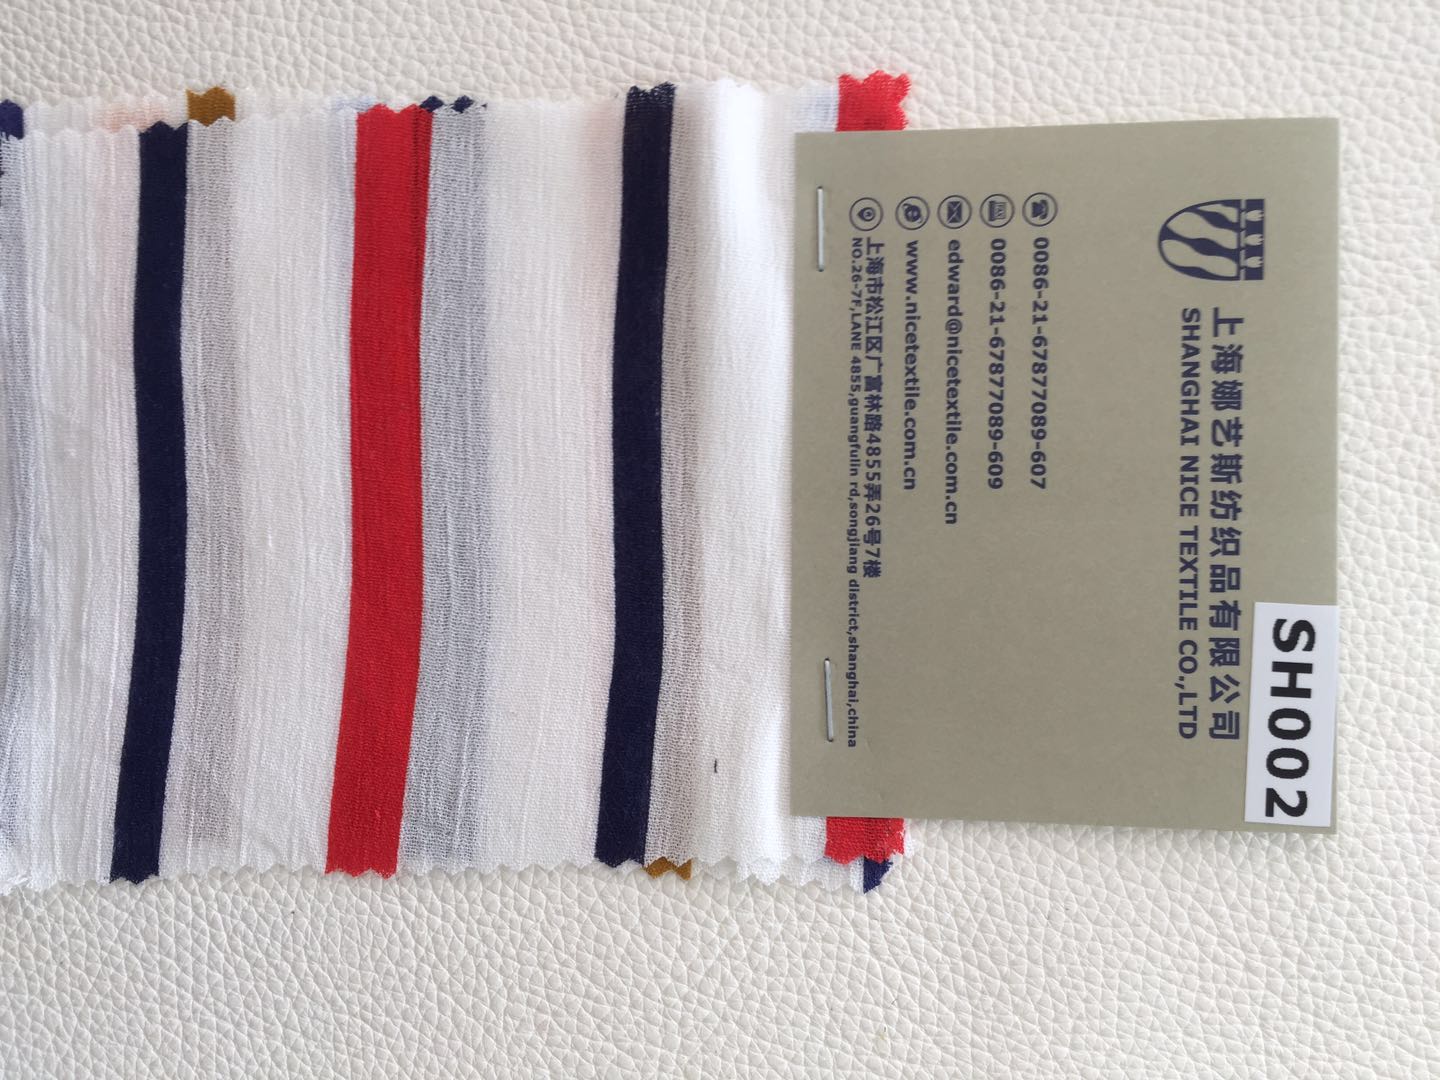 上海娜艺斯纺织品有限公司
SHANGHAI NICE TEXTILE CO.,LTD
SH002
0086-21-67877089-607
FAX 0086-21-67877089-609
edward@nicetextile.com.cn
www.nicetextile.com.cn
上海市松江区广富林路4855弄26号7楼
NO.26-7F,LANE 4855,guangfulin rd,songjiang district,shanghai,china